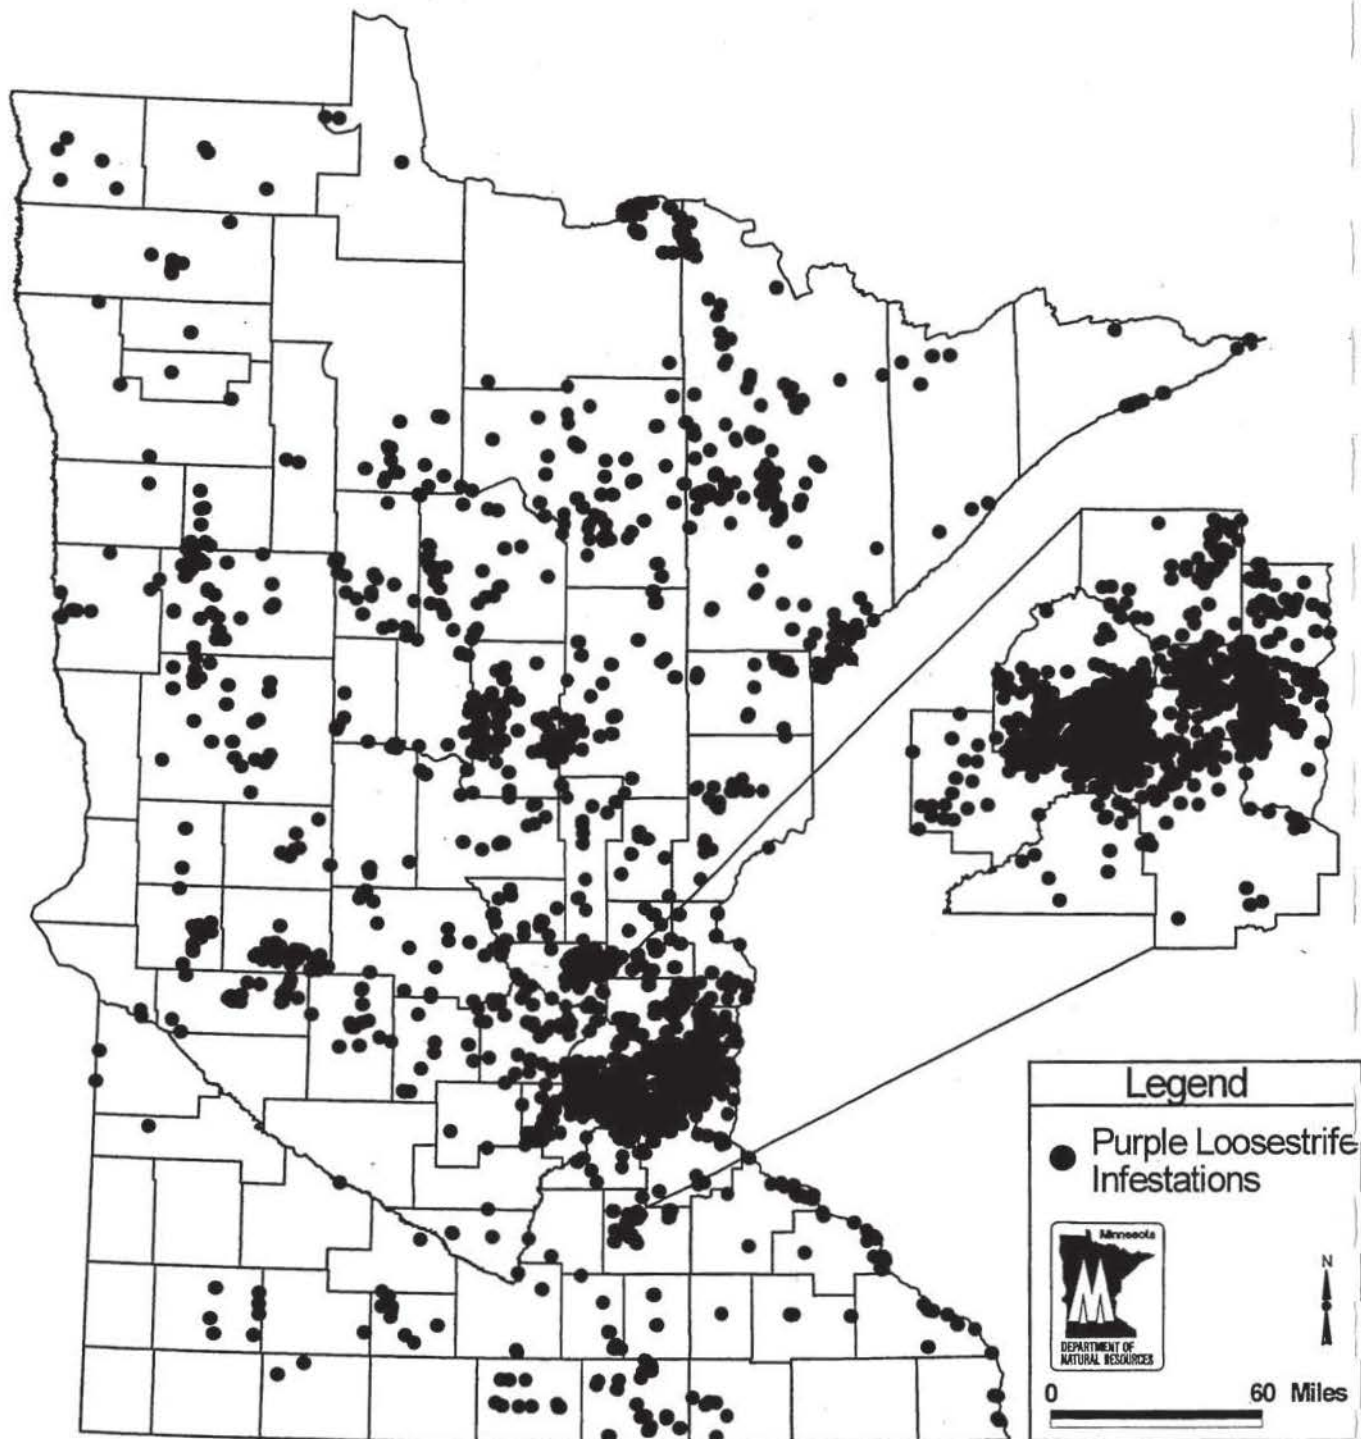 Legend
Purple Loosestrife
Infestations
Minnesota
DEPARTMENT OF
NATURAL RESOURCES
N
0 60 Miles